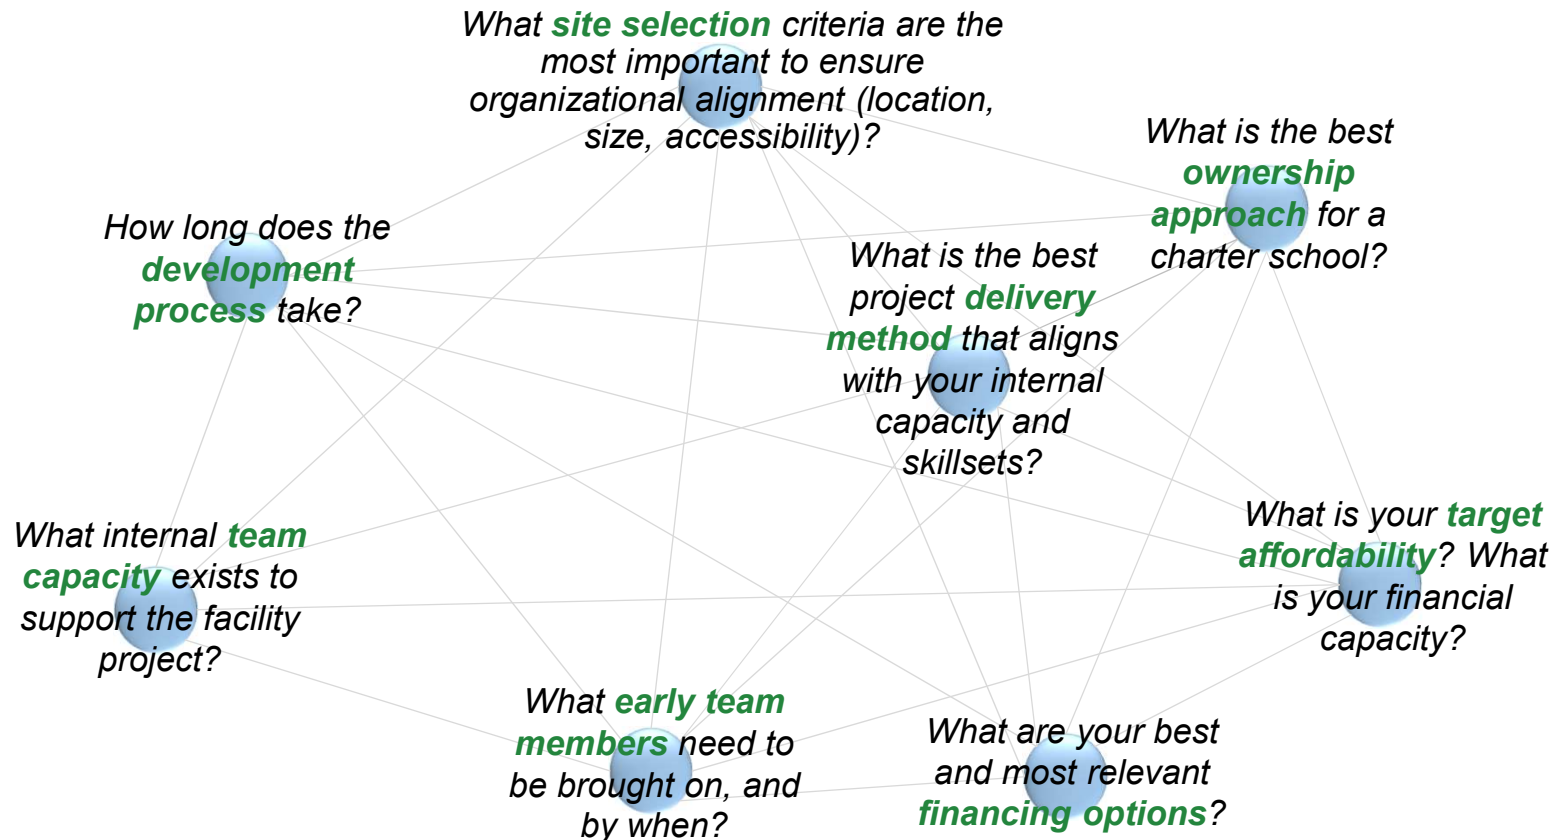 What site selection criteria are the
most important to ensure
organizational alignment (location,
size, accessibility)?
What is the best
ownership
approach for a
charter school?
How long does the
development
process take?
What is the best
project delivery
method that aligns
with your internal
capacity and
skillsets?
What internal team
capacity exists to
support the facility
project?
What is your target
affordability? What
is your financial
capacity?
What early team
members need to
be brought on, and
by when?
What are your best
and most relevant
financing options?